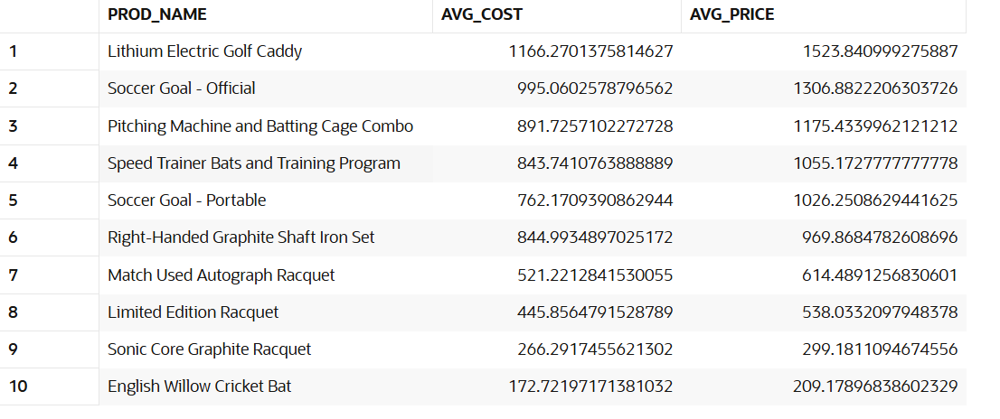 PROD_NAME AVG_COST AVG_PRICE
1 Lithium Electric Golf Caddy 1166.2701375814627 1523.840999275887
2 Soccer Goal - Official 995.0602578796562 1306.8822206303726
3 Pitching Machine and Batting Cage Combo 891.7257102272728 1175.4339962121212
4 Speed Trainer Bats and Training Program 843.7410763888889 1055.1727777777778
5 Soccer Goal - Portable 762.1709390862944 1026.2508629441625
6 Right-Handed Graphite Shaft Iron Set 844.9934897025172 969.8684782608696
7 Match Used Autograph Racquet 521.2212841530055 614.4891256830601
8 Limited Edition Racquet 445.8564791528789 538.0332097948378
9 Sonic Core Graphite Racquet 266.2917455621302 299.1811094674556
10 English Willow Cricket Bat 172.72197171381032 209.17896838602329